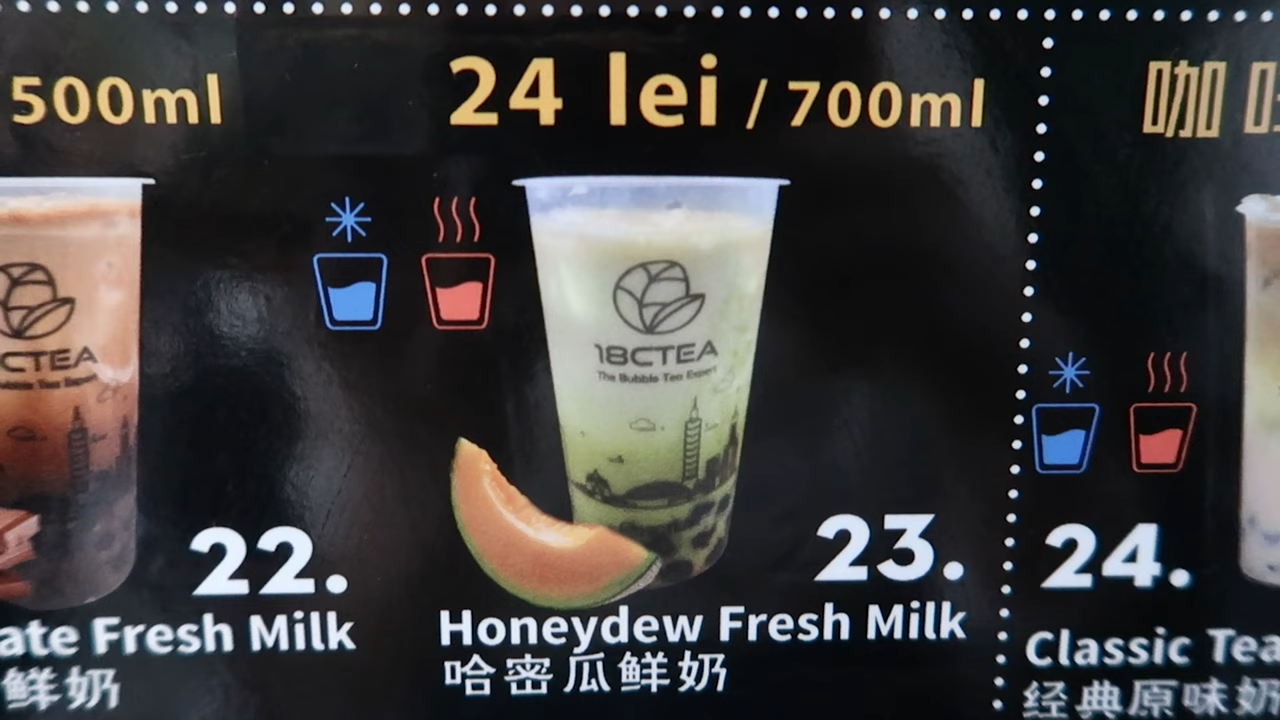 500ml
24 lei / 700ml
咖
CTEA
18CTEA
The Bubble Tea Expert
22.
23.
24.
ate Fresh Milk
Honeydew Fresh Milk
Classic Tea
鲜奶
哈密瓜鲜奶
经典原味奶